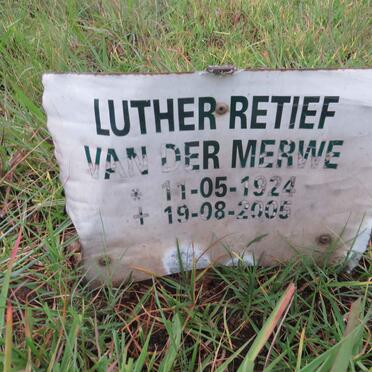 LUTHER RETIEF
VAN DER MERWE
* 11-05-1924
+ 19-08-2005